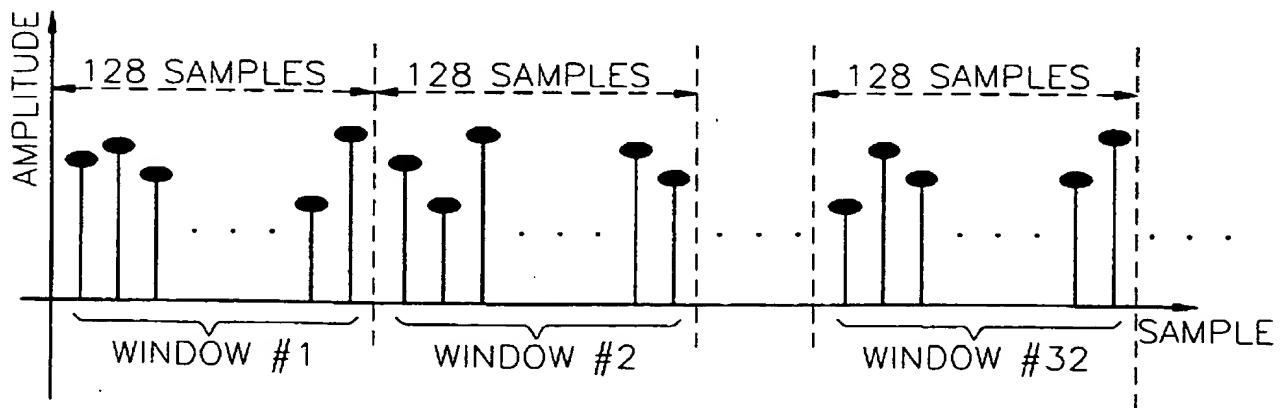 AMPLITUDE
128 SAMPLES
128 SAMPLES
128 SAMPLES
WINDOW #1
WINDOW #2
WINDOW #32
SAMPLE